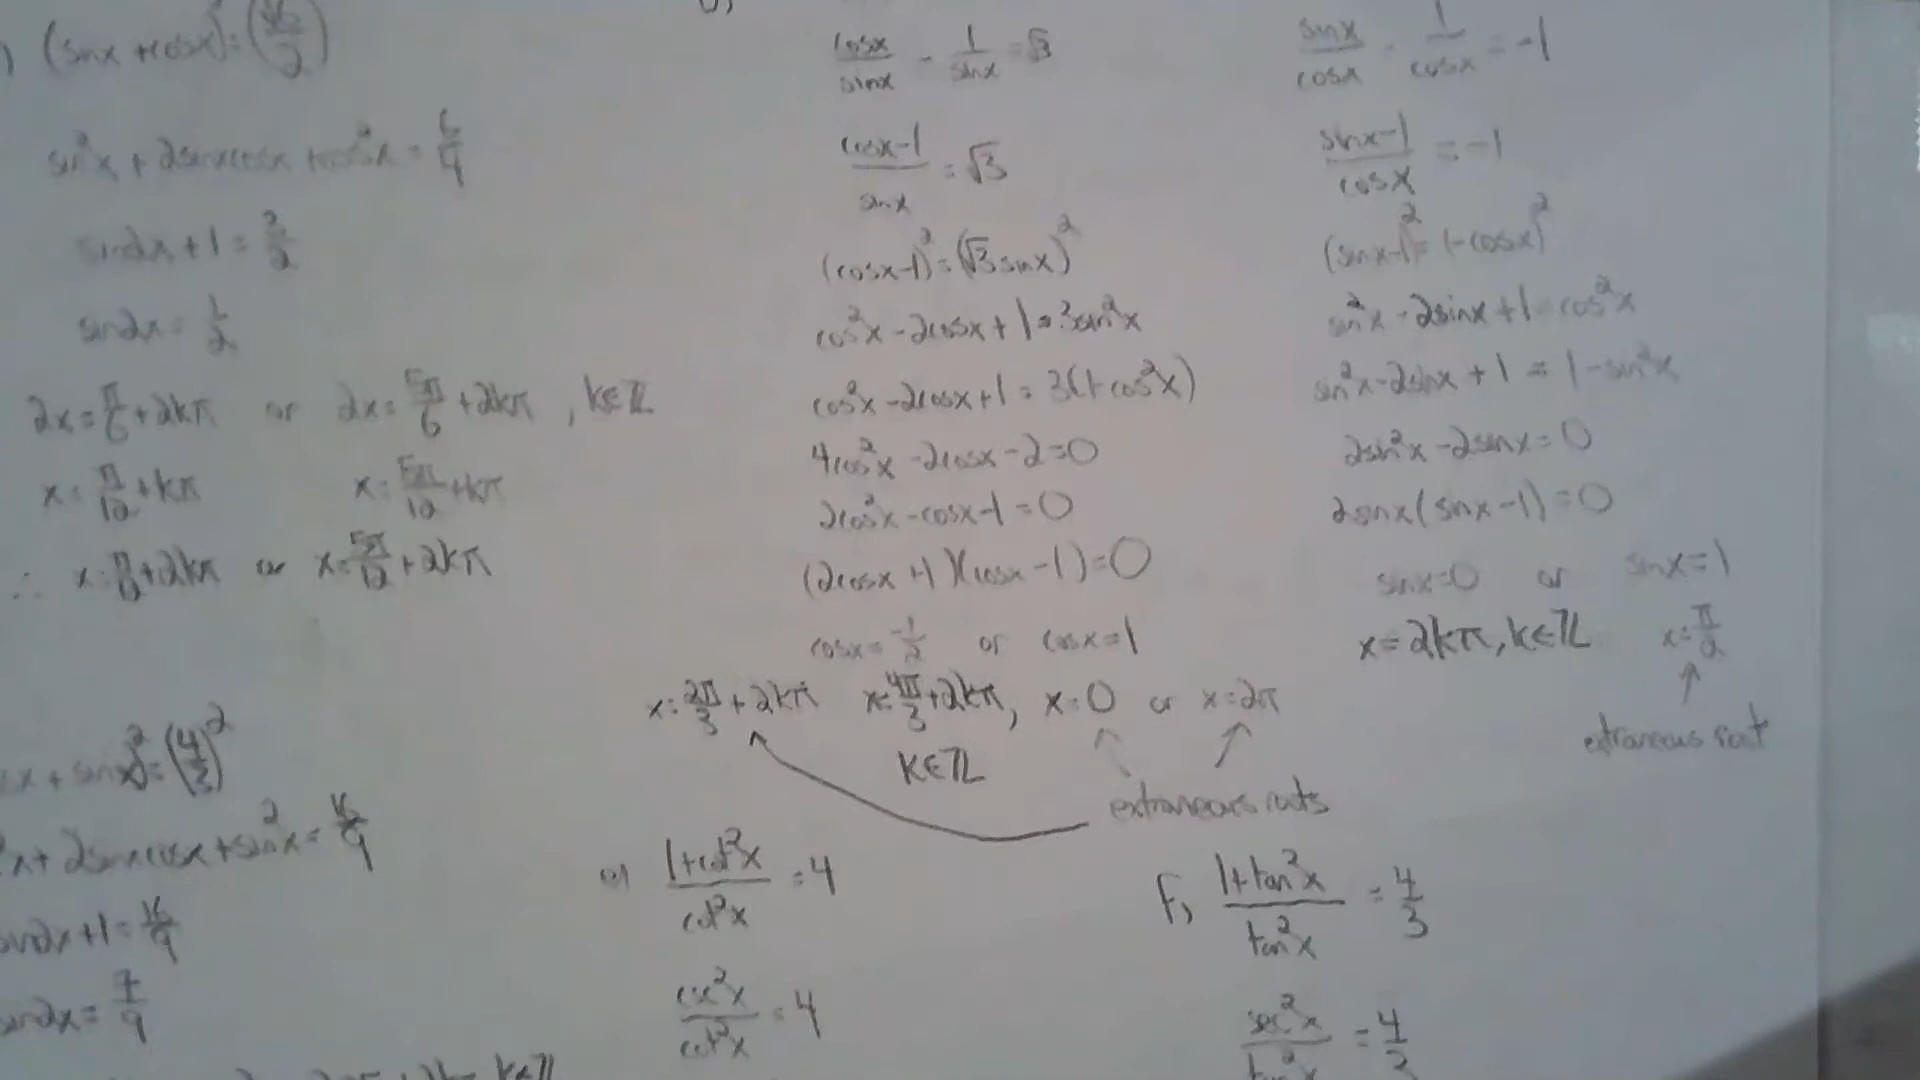 ) (sinx + cosx)² = (√6/2)²
sin²x + 2sinxcosx + cos²x = 6/4
sin2x + 1 = 3/2
sin2x = 1/2
2x = π/6 + 2kπ or 2x = 5π/6 + 2kπ, k∈ℤ
x = π/12 + kπ x = 5π/12 + kπ
∴ x = π/12 + 2kπ or x = 5π/12 + 2kπ
x + sinx)² = (4/3)²
²x + 2sinxcosx + sin²x = 16/9
sin2x + 1 = 16/9
sin2x = 7/9
k∈ℤ
cosx/sinx - 1/sinx = √3
cosx-1/sinx = √3
(cosx-1)² = (√3sinx)²
cos²x - 2cosx + 1 = 3sin²x
cos²x - 2cosx + 1 = 3(1-cos²x)
4cos²x - 2cosx - 2 = 0
2cos²x - cosx - 1 = 0
(2cosx + 1)(cosx - 1) = 0
cosx = -1/2 or cosx = 1
x = 2π/3 + 2kπ x = 4π/3 + 2kπ, x = 0 or x = 2π
k∈ℤ
extraneous roots
e) 1+cot²x/cot²x = 4
csc²x/cot²x = 4
sinx/cosx - 1/cosx = -1
sinx-1/cosx = -1
(sinx-1)² = (-cosx)²
sin²x - 2sinx + 1 = cos²x
sin²x - 2sinx + 1 = 1 - sin²x
2sin²x - 2sinx = 0
2sinx(sinx - 1) = 0
sinx = 0 or sinx = 1
x = 2kπ, k∈ℤ x = π/2
extraneous root
F, 1+tan²x/tan²x = 4/3
sec²x/tan²x = 4/3